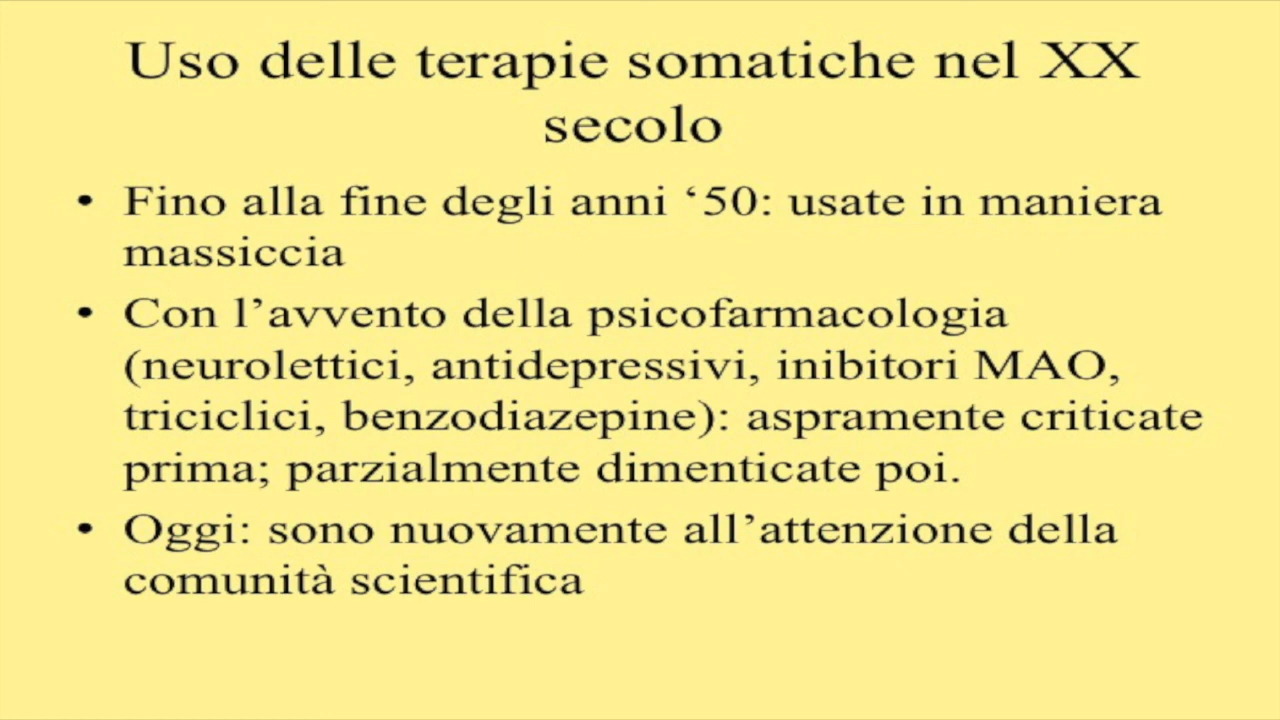 Uso delle terapie somatiche nel XX
secolo
• Fino alla fine degli anni ‘50: usate in maniera
massiccia
• Con l’avvento della psicofarmacologia
(neurolettici, antidepressivi, inibitori MAO,
triciclici, benzodiazepine): aspramente criticate
prima; parzialmente dimenticate poi.
• Oggi: sono nuovamente all’attenzione della
comunità scientifica